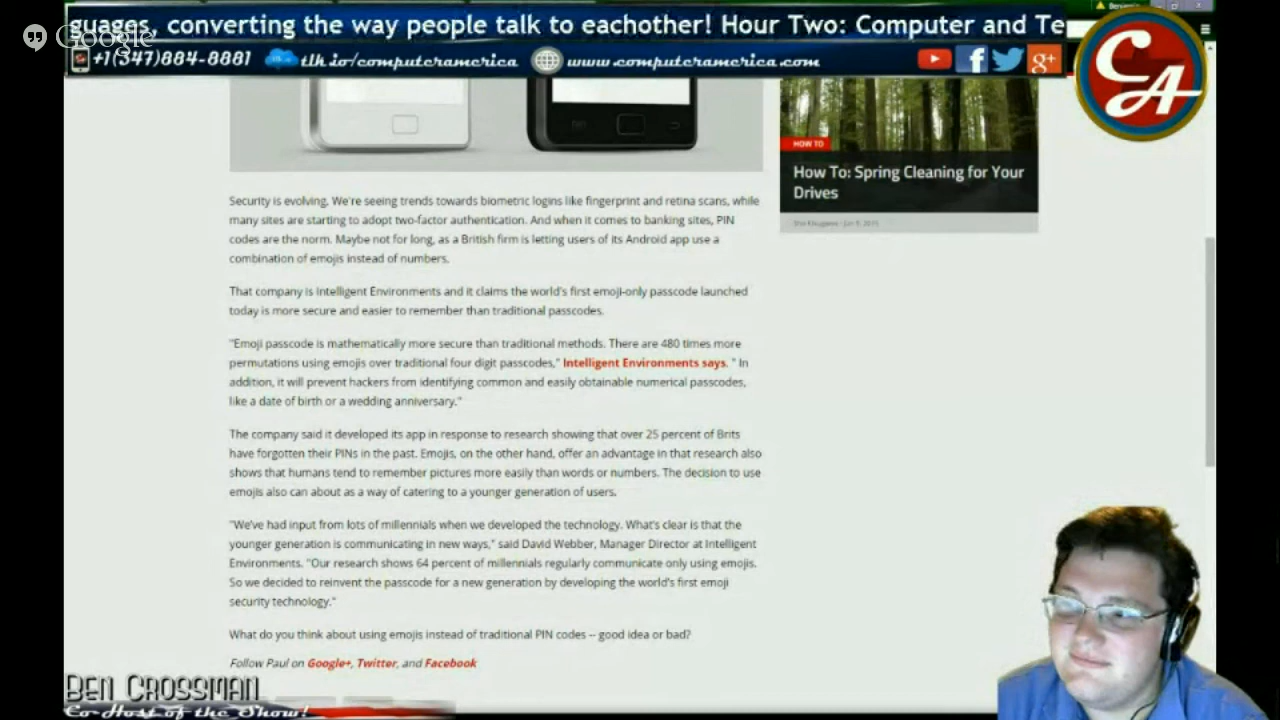 guages, converting the way people talk to eachother! Hour Two: Computer and Te
Google
+1(347)884-8881 tlk.io/computeramerica www.computeramerica.com
f g+
CA
HOW TO
How To: Spring Cleaning for Your
Drives
Security is evolving. We're seeing trends towards biometric logins like fingerprint and retina scans, while
many sites are starting to adopt two-factor authentication. And when it comes to banking sites, PIN
codes are the norm. Maybe not for long, as a British firm is letting users of its Android app use a
combination of emojis instead of numbers.
That company is Intelligent Environments and it claims the world's first emoji-only passcode launched
today is more secure and easier to remember than traditional passcodes.
"Emoji passcode is mathematically more secure than traditional methods. There are 480 times more
permutations using emojis over traditional four digit passcodes," Intelligent Environments says. " In
addition, it will prevent hackers from identifying common and easily obtainable numerical passcodes,
like a date of birth or a wedding anniversary."
The company said it developed its app in response to research showing that over 25 percent of Brits
have forgotten their PINs in the past. Emojis, on the other hand, offer an advantage in that research also
shows that humans tend to remember pictures more easily than words or numbers. The decision to use
emojis also can about as a way of catering to a younger generation of users.
"We've had input from lots of millennials when we developed the technology. What's clear is that the
younger generation is communicating in new ways," said David Webber, Manager Director at Intelligent
Environments. "Our research shows 64 percent of millennials regularly communicate only using emojis.
So we decided to reinvent the passcode for a new generation by developing the world's first emoji
security technology."
What do you think about using emojis instead of traditional PIN codes -- good idea or bad?
Follow Paul on Google+, Twitter, and Facebook
BEN CROSSMAN
Co-Host of the Show!